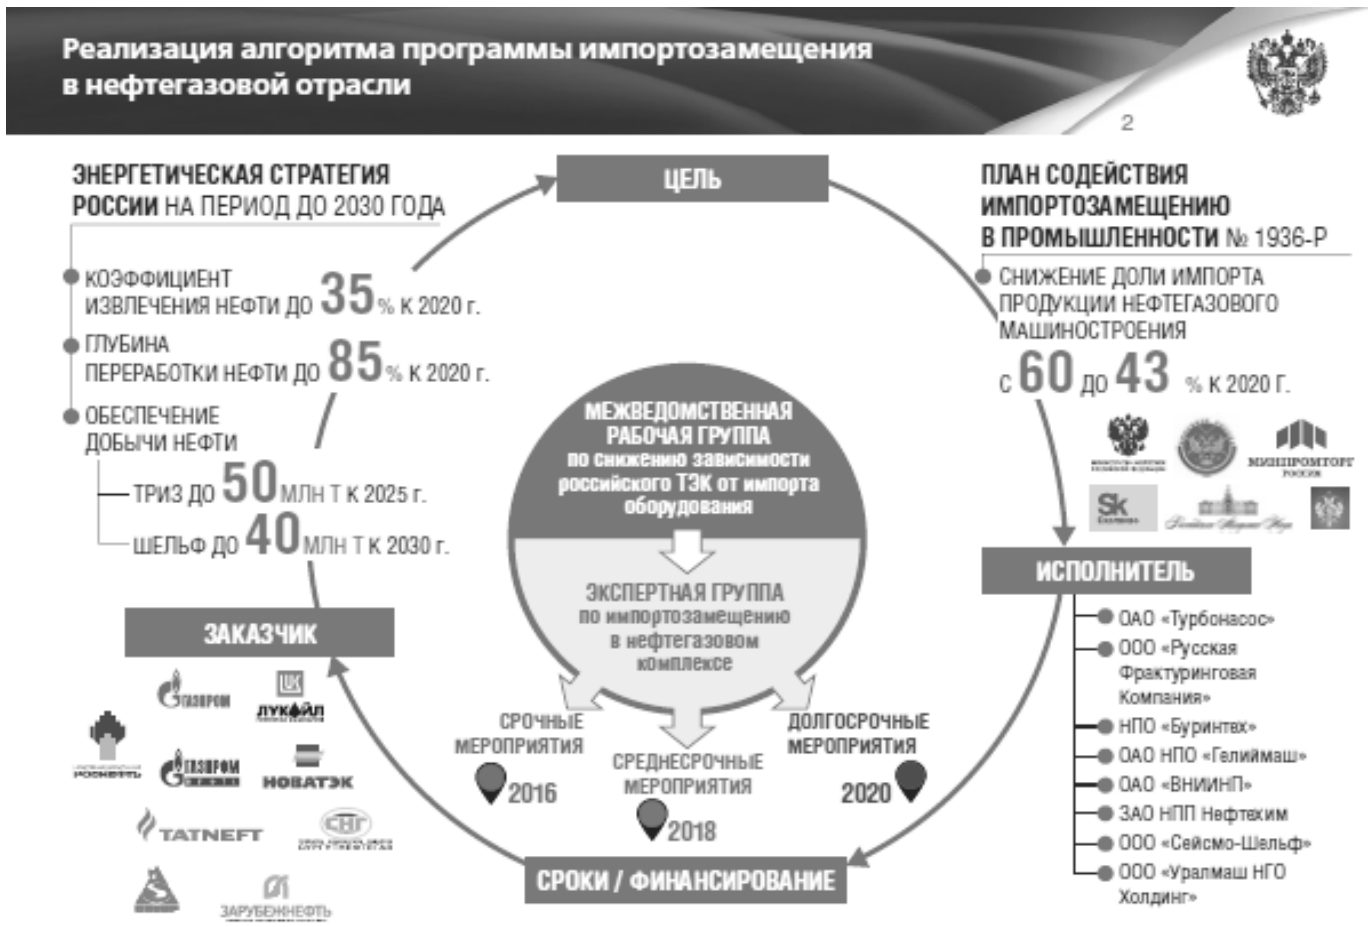 Реализация алгоритма программы импортозамещения
в нефтегазовой отрасли
2
ЭНЕРГЕТИЧЕСКАЯ СТРАТЕГИЯ
РОССИИ НА ПЕРИОД ДО 2030 ГОДА
КОЭФФИЦИЕНТ
ИЗВЛЕЧЕНИЯ НЕФТИ ДО 35 % К 2020 г.
ГЛУБИНА
ПЕРЕРАБОТКИ НЕФТИ ДО 85 % К 2020 г.
ОБЕСПЕЧЕНИЕ
ДОБЫЧИ НЕФТИ
ТРИЗ ДО 50 МЛН Т К 2025 г.
ШЕЛЬФ ДО 40 МЛН Т К 2030 г.
ЦЕЛЬ
ПЛАН СОДЕЙСТВИЯ
ИМПОРТОЗАМЕЩЕНИЮ
В ПРОМЫШЛЕННОСТИ № 1936-Р
СНИЖЕНИЕ ДОЛИ ИМПОРТА
ПРОДУКЦИИ НЕФТЕГАЗОВОГО
МАШИНОСТРОЕНИЯ
С 60 ДО 43 % К 2020 Г.
МИНПРОМТОРГ
РОССИИ
Sk
Сколково
ИСПОЛНИТЕЛЬ
ОАО «Турбонасос»
ООО «Русская
Фрактуринговая
Компания»
НПО «Буринтех»
ОАО НПО «Гелиймаш»
ОАО «ВНИИНП»
ЗАО НПП Нефтехим
ООО «Сейсмо-Шельф»
ООО «Уралмаш НГО
Холдинг»
МЕЖВЕДОМСТВЕННАЯ
РАБОЧАЯ ГРУППА
по снижению зависимости
российского ТЭК от импорта
оборудования
ЭКСПЕРТНАЯ ГРУППА
по импортозамещению
в нефтегазовом
комплексе
СРОЧНЫЕ
МЕРОПРИЯТИЯ
2016
СРЕДНЕСРОЧНЫЕ
МЕРОПРИЯТИЯ
2018
ДОЛГОСРОЧНЫЕ
МЕРОПРИЯТИЯ
2020
СРОКИ / ФИНАНСИРОВАНИЕ
ЗАКАЗЧИК
ГАЗПРОМ
ЛУКОЙЛ
РОСНЕФТЬ
ГАЗПРОМ
НОВАТЭК
TATNEFT
СНГ
СУРГУТНЕФТЕГАЗ
ЗАРУБЕЖНЕФТЬ